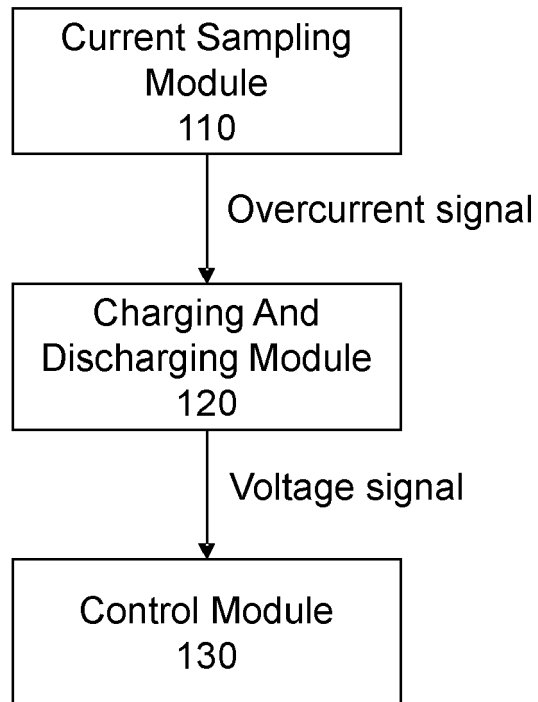 Current Sampling
Module
110
Overcurrent signal
Charging And
Discharging Module
120
Voltage signal
Control Module
130